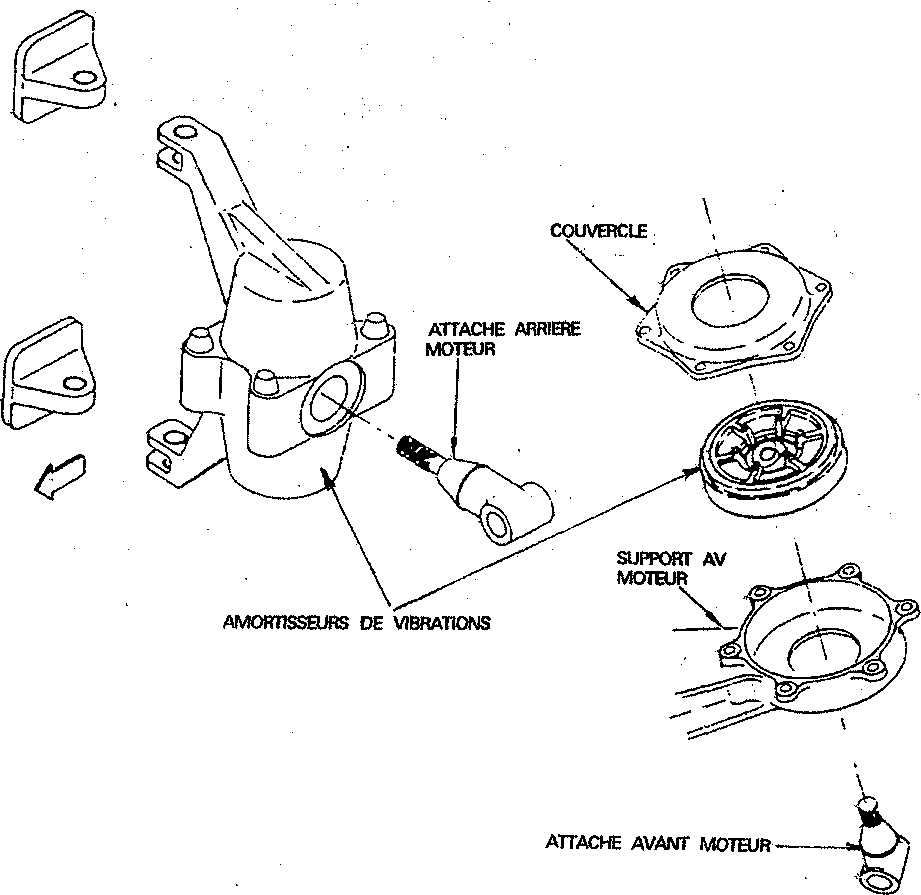 COUVERCLE
ATTACHE ARRIERE
MOTEUR
SUPPORT AV
MOTEUR
AMORTISSEURS DE VIBRATIONS
ATTACHE AVANT MOTEUR